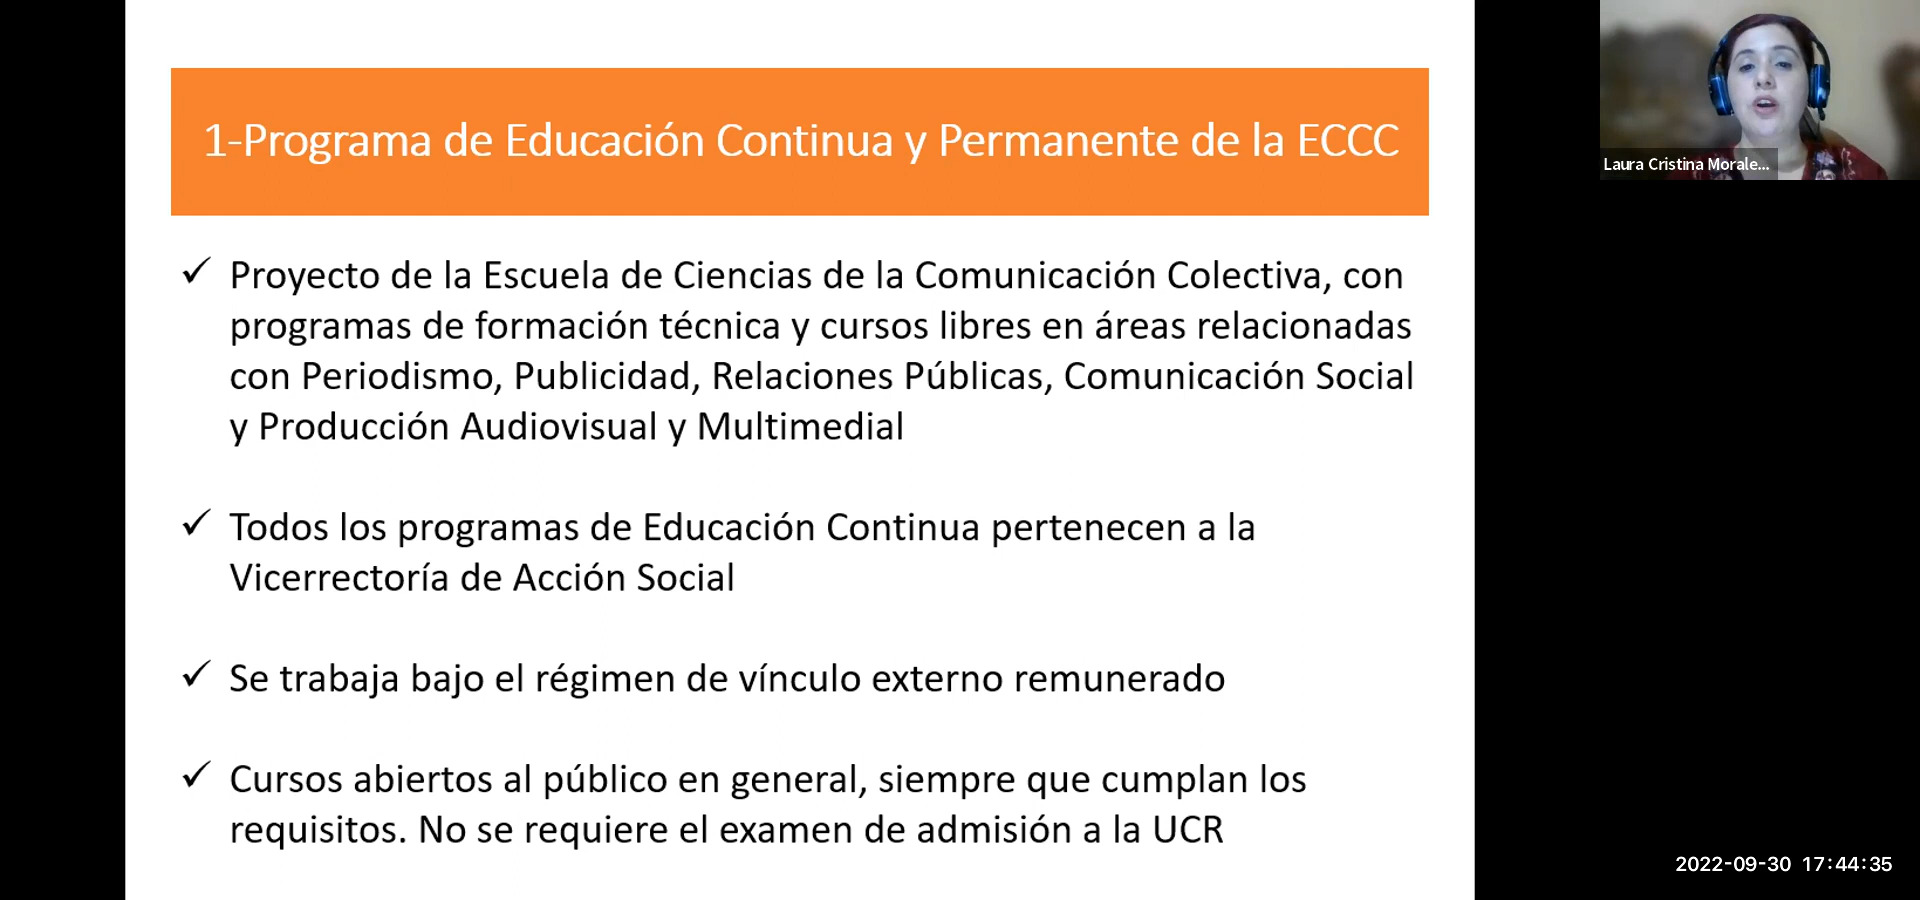 1-Programa de Educación Continua y Permanente de la ECCC
✓ Proyecto de la Escuela de Ciencias de la Comunicación Colectiva, con
programas de formación técnica y cursos libres en áreas relacionadas
con Periodismo, Publicidad, Relaciones Públicas, Comunicación Social
y Producción Audiovisual y Multimedial
✓ Todos los programas de Educación Continua pertenecen a la
Vicerrectoría de Acción Social
✓ Se trabaja bajo el régimen de vínculo externo remunerado
✓ Cursos abiertos al público en general, siempre que cumplan los
requisitos. No se requiere el examen de admisión a la UCR
Laura Cristina Morale...
2022-09-30 17:44:35